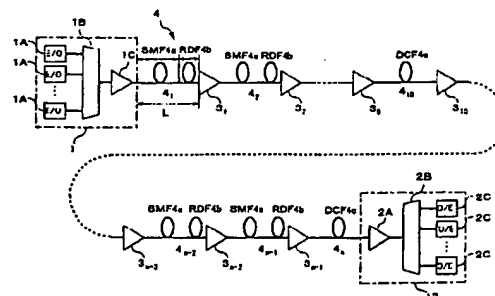 4
1A 1B 1C SMF4a RDF4b SMF4a RDF4b DCF4c
E/O
1A
E/O
1A
E/O
4₁ 3₁ 4₂ 3₂ 3₉ 4₁₀ 3₁₀
L
1
SMF4a RDF4b SMF4a RDF4b DCF4c 2A 2B 2C
O/E
2C
O/E
2C
O/E
3ₙ₋₃ 4ₙ₋₂ 3ₙ₋₂ 4ₙ₋₁ 3ₙ₋₁ 4ₙ
2